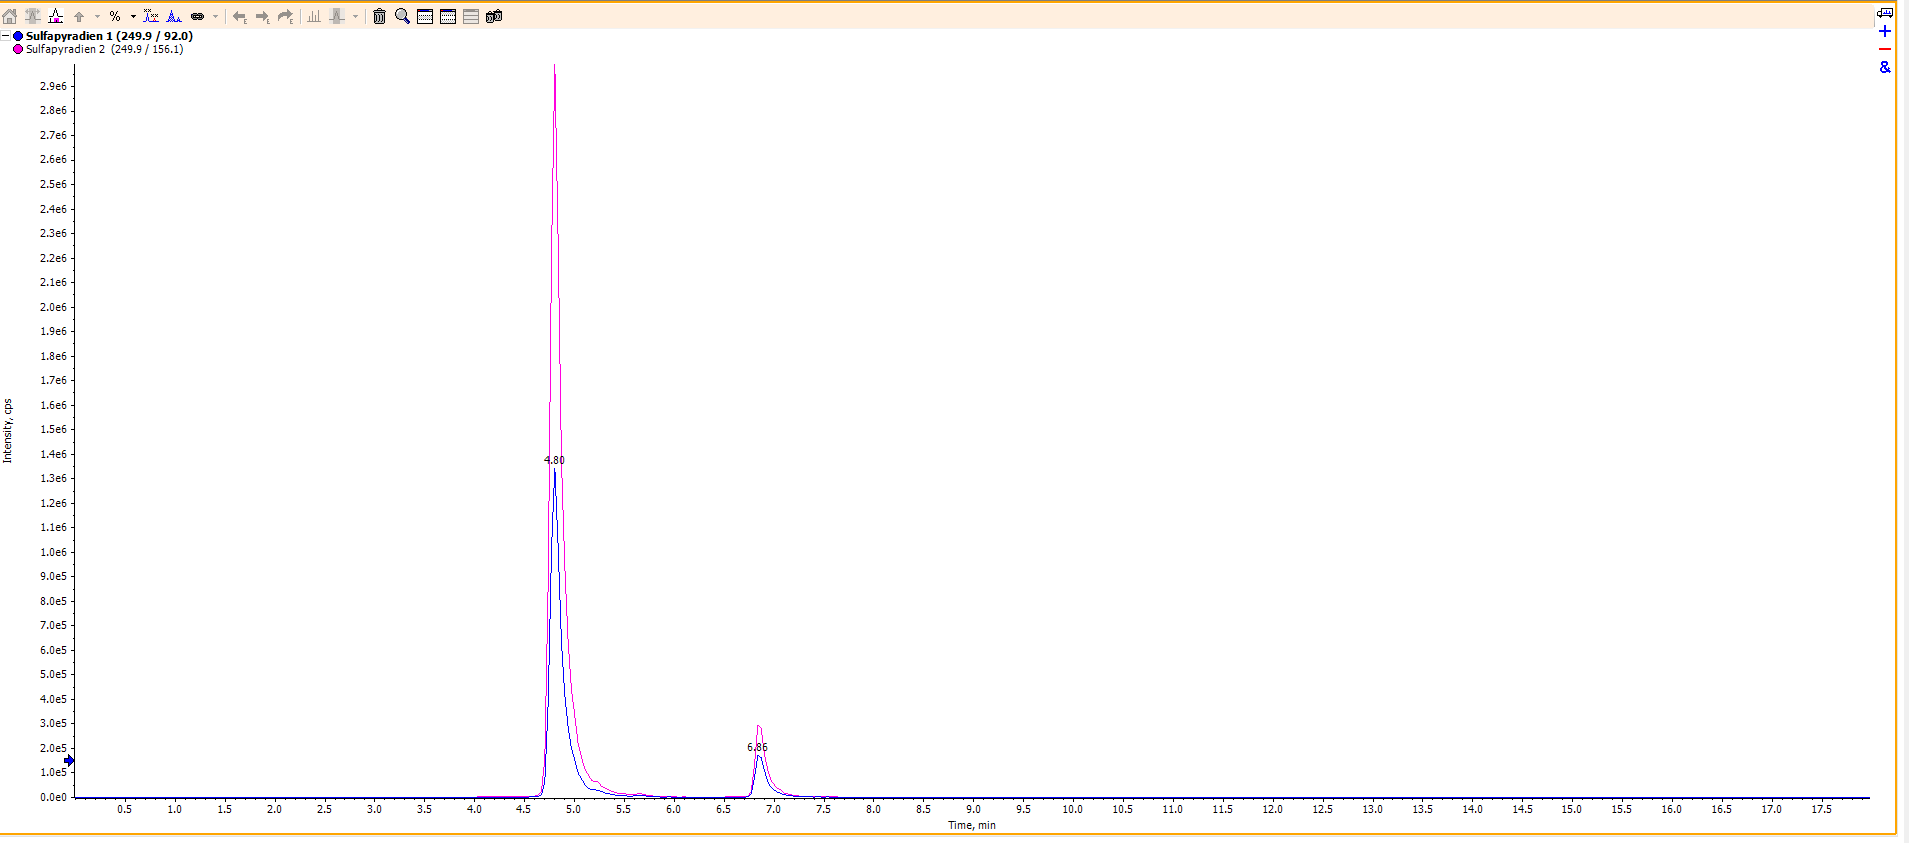 %
Sulfapyradien 1 (249.9 / 92.0)
Sulfapyradien 2 (249.9 / 156.1)
+
&
2.9e6
2.8e6
2.7e6
2.6e6
2.5e6
2.4e6
2.3e6
2.2e6
2.1e6
2.0e6
1.9e6
1.8e6
1.7e6
1.6e6
1.5e6
1.4e6
1.3e6
1.2e6
1.1e6
1.0e6
9.0e5
8.0e5
7.0e5
6.0e5
5.0e5
4.0e5
3.0e5
2.0e5
1.0e5
0.0e0
Intensity, cps
4.80
6.86
0.5 1.0 1.5 2.0 2.5 3.0 3.5 4.0 4.5 5.0 5.5 6.0 6.5 7.0 7.5 8.0 8.5 9.0 9.5 10.0 10.5 11.0 11.5 12.0 12.5 13.0 13.5 14.0 14.5 15.0 15.5 16.0 16.5 17.0 17.5
Time, min